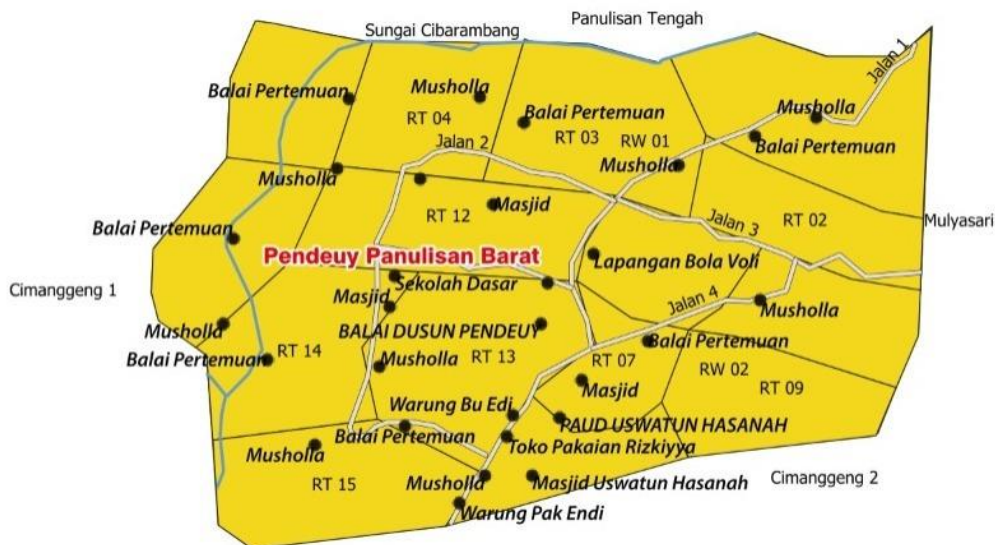 Panulisan Tengah
Sungai Cibarambang
Jalan 1
Balai Pertemuan
Musholla
RT 04
Balai Pertemuan
RT 03
RW 01
Musholla
Balai Pertemuan
Jalan 2
Musholla
Musholla
RT 12
Masjid
Jalan 3
RT 02
Mulyasari
Balai Pertemuan
Pendeuy Panulisan Barat
Lapangan Bola Voli
Cimanggeng 1
Sekolah Dasar
Masjid
Jalan 4
Musholla
Musholla
BALAI DUSUN PENDEUY
Balai Pertemuan
Balai Pertemuan
RT 14
Musholla
RT 13
RT 07
RW 02
RT 09
Masjid
Warung Bu Edi
PAUD USWATUN HASANAH
Balai Pertemuan
Toko Pakaian Rizkiyya
Musholla
RT 15
Musholla
Masjid Uswatun Hasanah
Cimanggeng 2
Warung Pak Endi